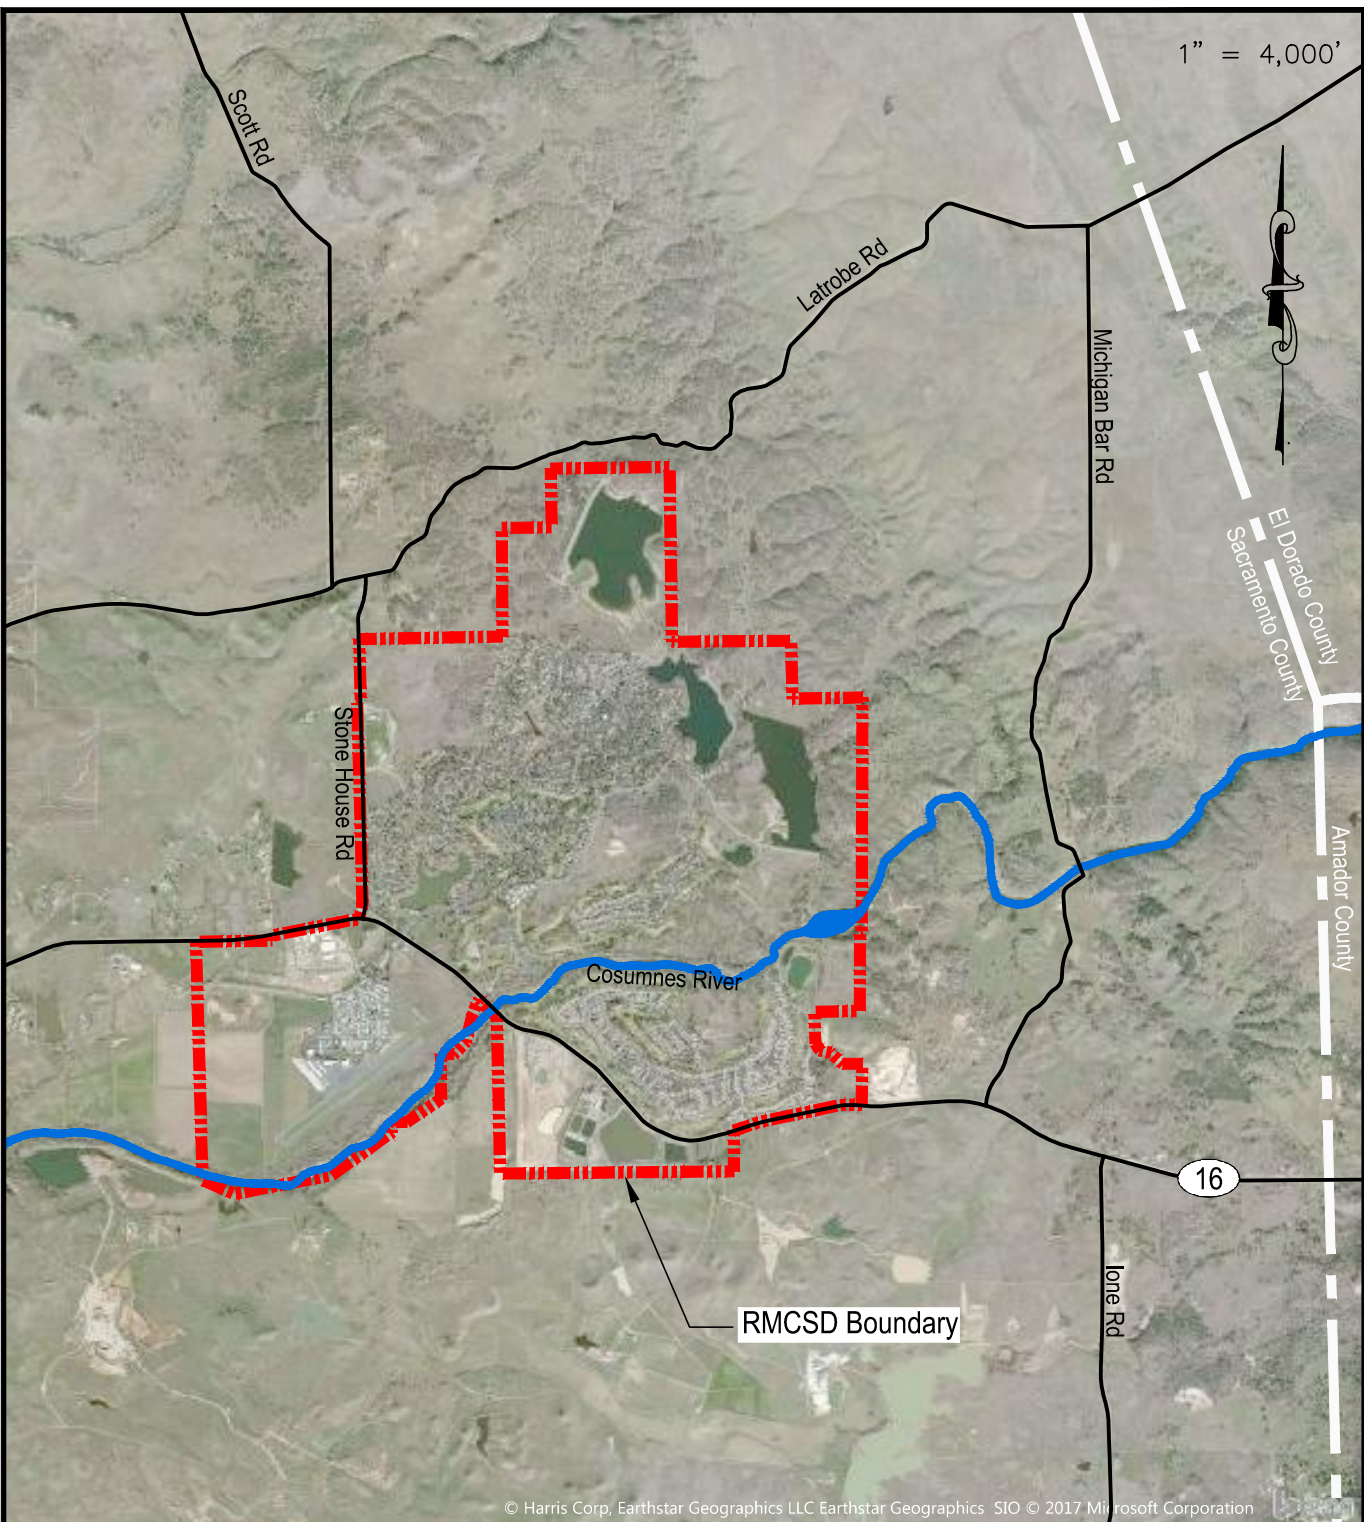 1” = 4,000’
Scott Rd
Latrobe Rd
Michigan Bar Rd
El Dorado County
Sacramento County
Stone House Rd
Amador County
Cosumnes River
16
Ione Rd
RMCSD Boundary
© Harris Corp, Earthstar Geographics LLC Earthstar Geographics SIO © 2017 Microsoft Corporation